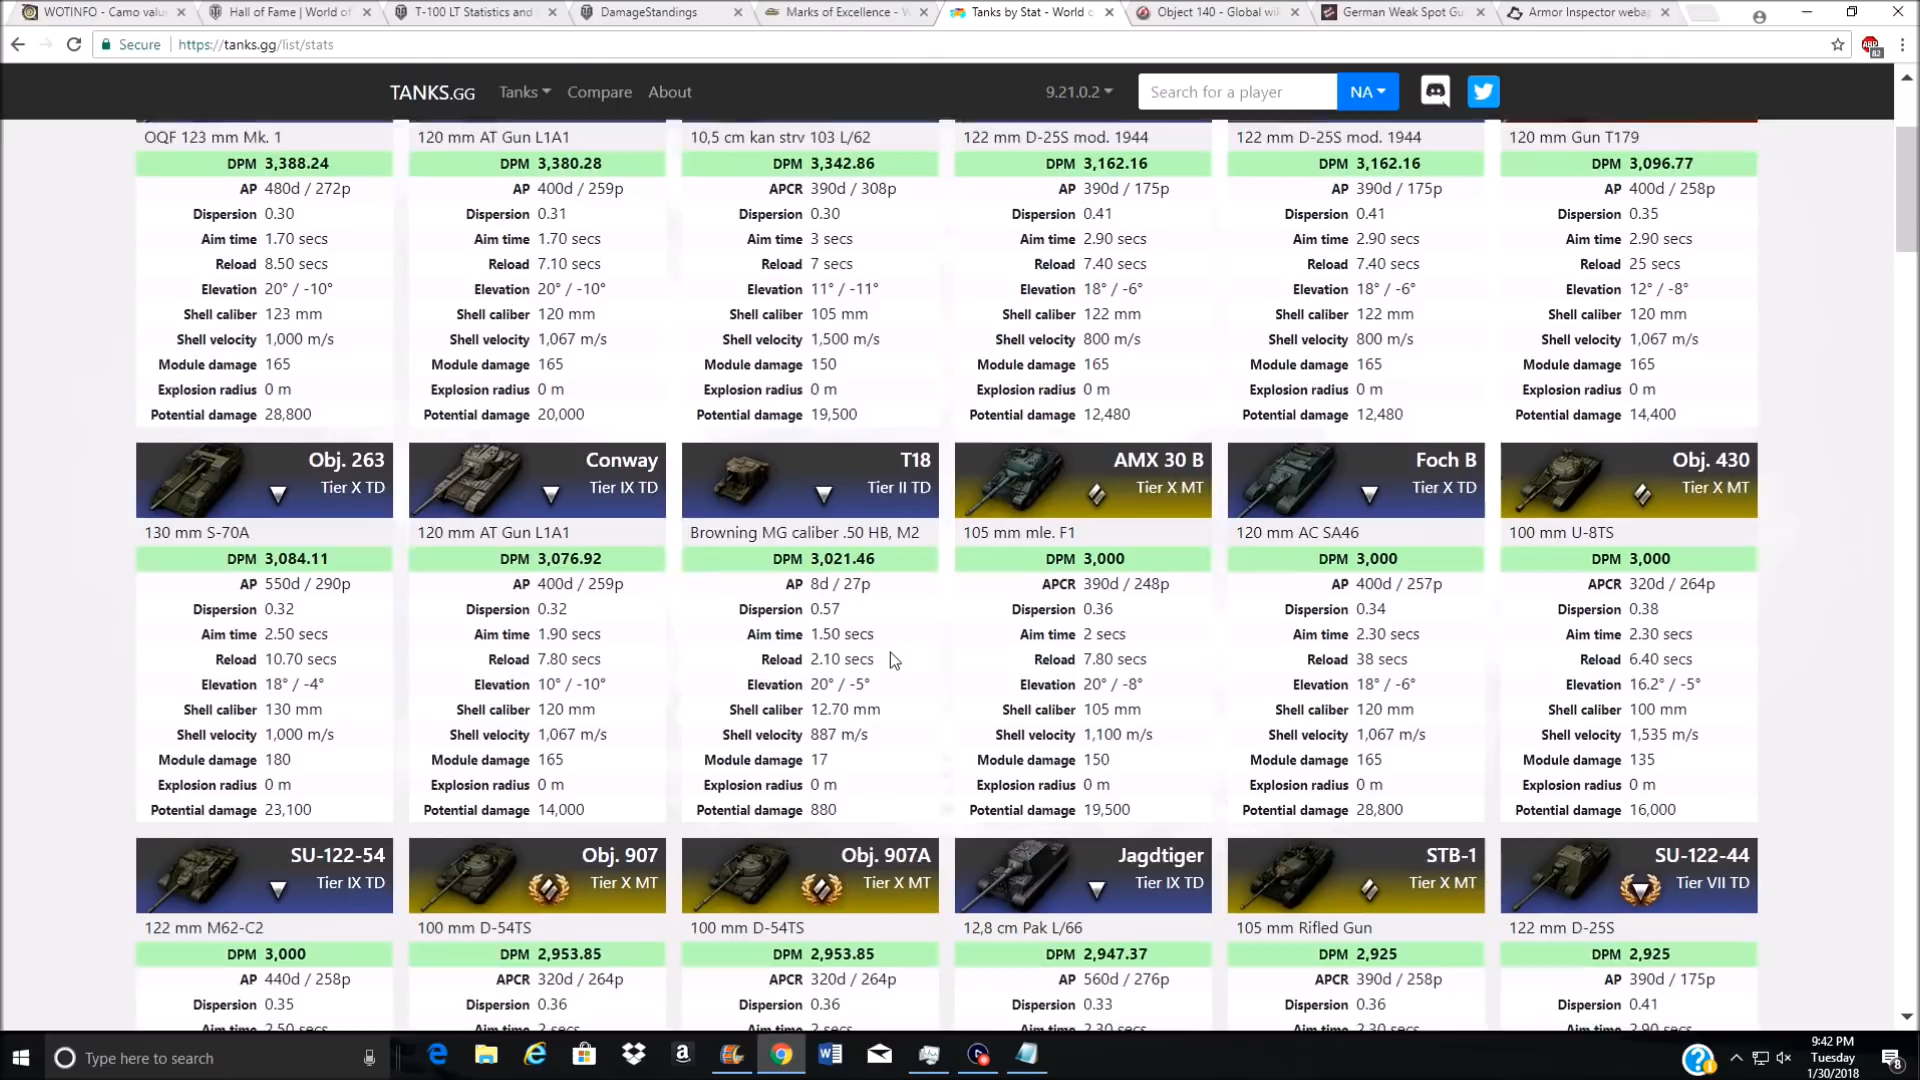 WOTINFO - Camo valu
Hall of Fame | World of
T-100 LT Statistics and
DamageStandings
Marks of Excellence - W
Tanks by Stat - World o
Object 140 - Global wi
German Weak Spot Gu
Armor Inspector weba
Secure https://tanks.gg/list/stats
ABP 82
TANKS.GG Tanks Compare About 9.21.0.2 Search for a player NA
OQF 123 mm Mk. 1
DPM 3,388.24
AP 480d / 272p
Dispersion 0.30
Aim time 1.70 secs
Reload 8.50 secs
Elevation 20° / -10°
Shell caliber 123 mm
Shell velocity 1,000 m/s
Module damage 165
Explosion radius 0 m
Potential damage 28,800
120 mm AT Gun L1A1
DPM 3,380.28
AP 400d / 259p
Dispersion 0.31
Aim time 1.70 secs
Reload 7.10 secs
Elevation 20° / -10°
Shell caliber 120 mm
Shell velocity 1,067 m/s
Module damage 165
Explosion radius 0 m
Potential damage 20,000
10,5 cm kan strv 103 L/62
DPM 3,342.86
APCR 390d / 308p
Dispersion 0.30
Aim time 3 secs
Reload 7 secs
Elevation 11° / -11°
Shell caliber 105 mm
Shell velocity 1,500 m/s
Module damage 150
Explosion radius 0 m
Potential damage 19,500
122 mm D-25S mod. 1944
DPM 3,162.16
AP 390d / 175p
Dispersion 0.41
Aim time 2.90 secs
Reload 7.40 secs
Elevation 18° / -6°
Shell caliber 122 mm
Shell velocity 800 m/s
Module damage 165
Explosion radius 0 m
Potential damage 12,480
122 mm D-25S mod. 1944
DPM 3,162.16
AP 390d / 175p
Dispersion 0.41
Aim time 2.90 secs
Reload 7.40 secs
Elevation 18° / -6°
Shell caliber 122 mm
Shell velocity 800 m/s
Module damage 165
Explosion radius 0 m
Potential damage 12,480
120 mm Gun T179
DPM 3,096.77
AP 400d / 258p
Dispersion 0.35
Aim time 2.90 secs
Reload 25 secs
Elevation 12° / -8°
Shell caliber 120 mm
Shell velocity 1,067 m/s
Module damage 165
Explosion radius 0 m
Potential damage 14,400
Obj. 263
Tier X TD
130 mm S-70A
DPM 3,084.11
AP 550d / 290p
Dispersion 0.32
Aim time 2.50 secs
Reload 10.70 secs
Elevation 18° / -4°
Shell caliber 130 mm
Shell velocity 1,000 m/s
Module damage 180
Explosion radius 0 m
Potential damage 23,100
Conway
Tier IX TD
120 mm AT Gun L1A1
DPM 3,076.92
AP 400d / 259p
Dispersion 0.32
Aim time 1.90 secs
Reload 7.80 secs
Elevation 10° / -10°
Shell caliber 120 mm
Shell velocity 1,067 m/s
Module damage 165
Explosion radius 0 m
Potential damage 14,000
T18
Tier II TD
Browning MG caliber .50 HB, M2
DPM 3,021.46
AP 8d / 27p
Dispersion 0.57
Aim time 1.50 secs
Reload 2.10 secs
Elevation 20° / -5°
Shell caliber 12.70 mm
Shell velocity 887 m/s
Module damage 17
Explosion radius 0 m
Potential damage 880
AMX 30 B
Tier X MT
105 mm mle. F1
DPM 3,000
APCR 390d / 248p
Dispersion 0.36
Aim time 2 secs
Reload 7.80 secs
Elevation 20° / -8°
Shell caliber 105 mm
Shell velocity 1,100 m/s
Module damage 150
Explosion radius 0 m
Potential damage 19,500
Foch B
Tier X TD
120 mm AC SA46
DPM 3,000
AP 400d / 257p
Dispersion 0.34
Aim time 2.30 secs
Reload 38 secs
Elevation 18° / -6°
Shell caliber 120 mm
Shell velocity 1,067 m/s
Module damage 165
Explosion radius 0 m
Potential damage 28,800
Obj. 430
Tier X MT
100 mm U-8TS
DPM 3,000
APCR 320d / 264p
Dispersion 0.38
Aim time 2.30 secs
Reload 6.40 secs
Elevation 16.2° / -5°
Shell caliber 100 mm
Shell velocity 1,535 m/s
Module damage 135
Explosion radius 0 m
Potential damage 16,000
SU-122-54
Tier IX TD
122 mm M62-C2
DPM 3,000
AP 440d / 258p
Dispersion 0.35
Aim time 2.50 secs
Obj. 907
Tier X MT
100 mm D-54TS
DPM 2,953.85
APCR 320d / 264p
Dispersion 0.36
Aim time 2 secs
Obj. 907A
Tier X MT
100 mm D-54TS
DPM 2,953.85
APCR 320d / 264p
Dispersion 0.36
Aim time 2 secs
Jagdtiger
Tier IX TD
12,8 cm Pak L/66
DPM 2,947.37
AP 560d / 276p
Dispersion 0.33
Aim time 2.30 secs
STB-1
Tier X MT
105 mm Rifled Gun
DPM 2,925
APCR 390d / 258p
Dispersion 0.36
Aim time 2.30 secs
SU-122-44
Tier VII TD
122 mm D-25S
DPM 2,925
AP 390d / 175p
Dispersion 0.41
Aim time 2.90 secs
Type here to search
9:42 PM
Tuesday
1/30/2018
8